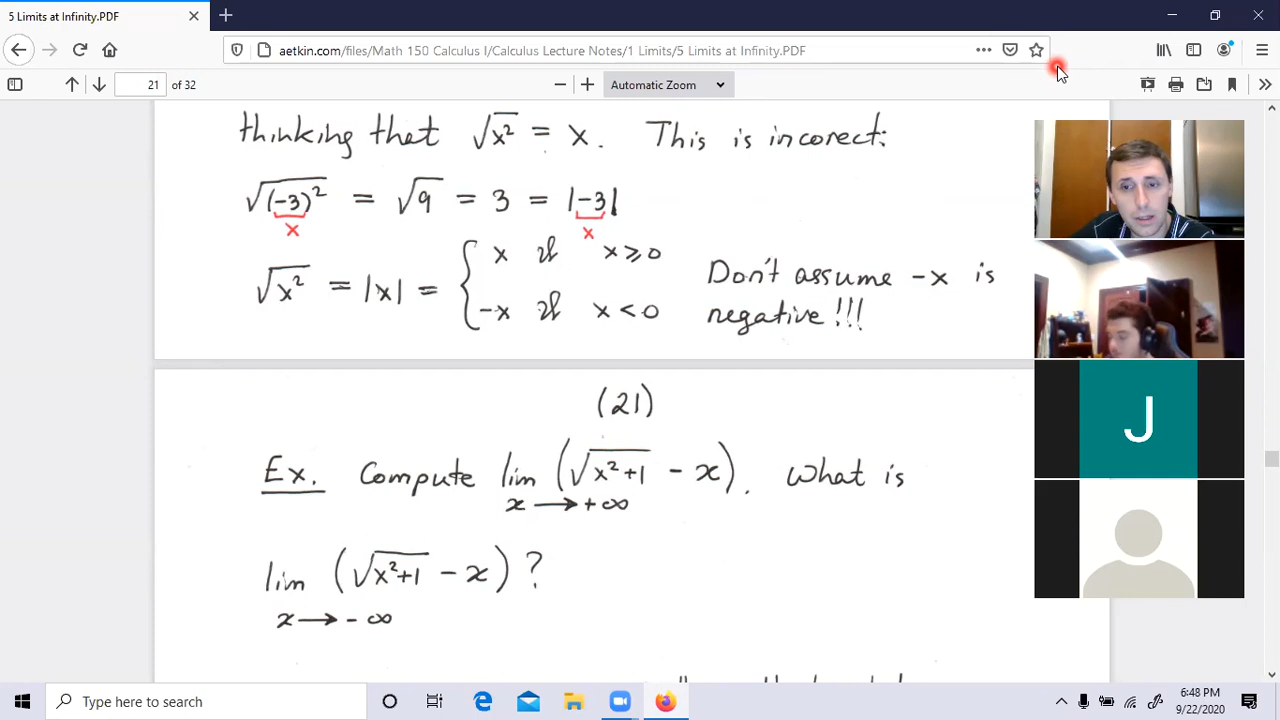 5 Limits at Infinity.PDF
aetkin.com/files/Math 150 Calculus I/Calculus Lecture Notes/1 Limits/5 Limits at Infinity.PDF
21 of 32
Automatic Zoom
thinking that √x² = x. This is incorect:
√(-3)² = √9 = 3 = |-3|
x x
√x² = |x| = { x if x ≥ 0 Don't assume -x is
-x if x < 0 negative!!!
(21)
Ex. Compute lim (√x²+1 - x). What is
x → +∞
lim (√x²+1 - x)?
x → -∞
J
Type here to search
6:48 PM
9/22/2020